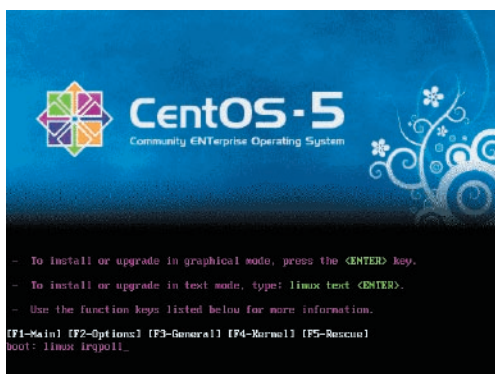 CentOS-5
Community ENTerprise Operating System
- To install or upgrade in graphical mode, press the <ENTER> key.
- To install or upgrade in text mode, type: linux text <ENTER>.
- Use the function keys listed below for more information.
[F1-Main] [F2-Options] [F3-General] [F4-Kernel] [F5-Rescue]
boot: linux irqpoll_